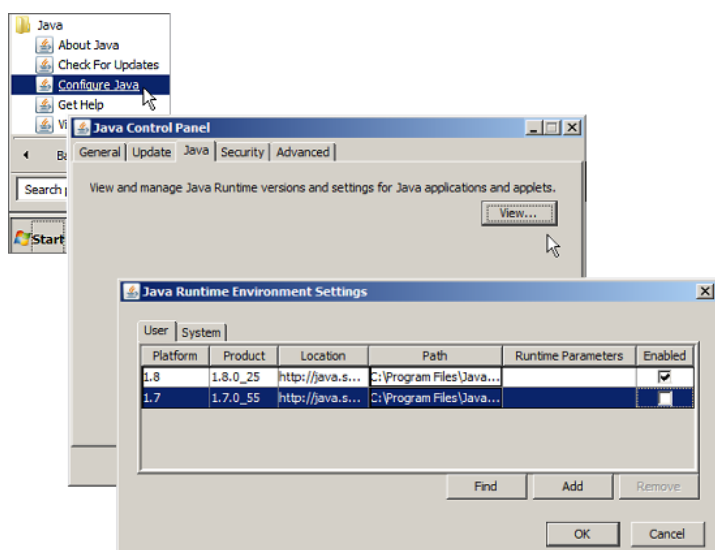 Java
About Java
Check For Updates
Configure Java
Get Help
Java Control Panel
General Update Java Security Advanced
Search
View and manage Java Runtime versions and settings for Java applications and applets.
View...
Start
Java Runtime Environment Settings
User System
Platform Product Location Path Runtime Parameters Enabled
1.8 1.8.0_25 http://java.s... C:\Program Files\Java...
1.7 1.7.0_55 http://java.s... C:\Program Files\Java...
Find Add Remove
OK Cancel